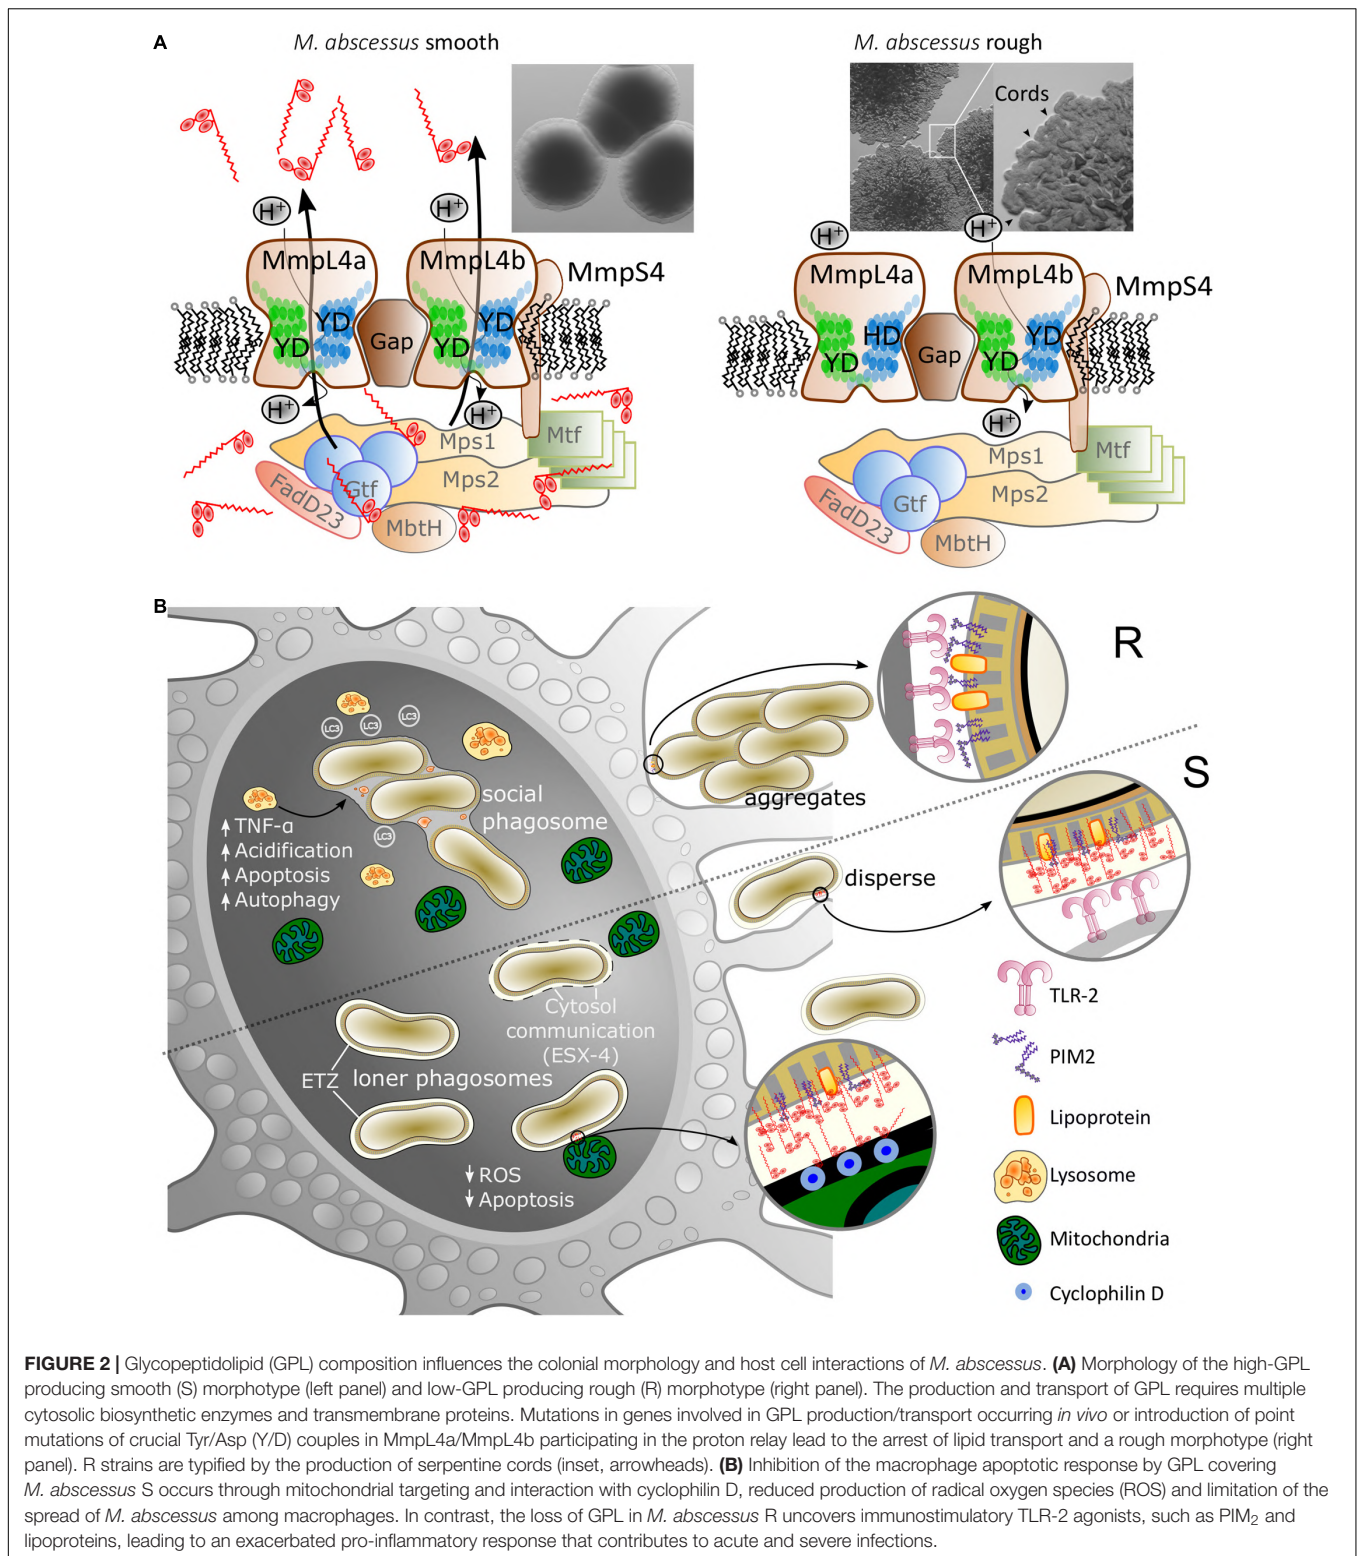 A
M. abscessus smooth
M. abscessus rough
Cords
H+
H+
MmpL4a
MmpL4b
MmpS4
YD
YD
YD
YD
Gap
H+
H+
Mps1
Mps2
Mtf
Gtf
FadD23
MbtH
H+
H+
MmpL4a
MmpL4b
MmpS4
HD
YD
YD
YD
Gap
H+
Mps1
Mps2
Mtf
Gtf
FadD23
MbtH
B
R
S
LC3
LC3
LC3
LC3
social
phagosome
TNF-α
Acidification
Apoptosis
Autophagy
aggregates
disperse
Cytosol
communication
(ESX-4)
ETZ
loner phagosomes
ROS
Apoptosis
TLR-2
PIM2
Lipoprotein
Lysosome
Mitochondria
Cyclophilin D
FIGURE 2 | Glycopeptidolipid (GPL) composition influences the colonial morphology and host cell interactions of M. abscessus. (A) Morphology of the high-GPL
producing smooth (S) morphotype (left panel) and low-GPL producing rough (R) morphotype (right panel). The production and transport of GPL requires multiple
cytosolic biosynthetic enzymes and transmembrane proteins. Mutations in genes involved in GPL production/transport occurring in vivo or introduction of point
mutations of crucial Tyr/Asp (Y/D) couples in MmpL4a/MmpL4b participating in the proton relay lead to the arrest of lipid transport and a rough morphotype (right
panel). R strains are typified by the production of serpentine cords (inset, arrowheads). (B) Inhibition of the macrophage apoptotic response by GPL covering
M. abscessus S occurs through mitochondrial targeting and interaction with cyclophilin D, reduced production of radical oxygen species (ROS) and limitation of the
spread of M. abscessus among macrophages. In contrast, the loss of GPL in M. abscessus R uncovers immunostimulatory TLR-2 agonists, such as PIM2 and
lipoproteins, leading to an exacerbated pro-inflammatory response that contributes to acute and severe infections.